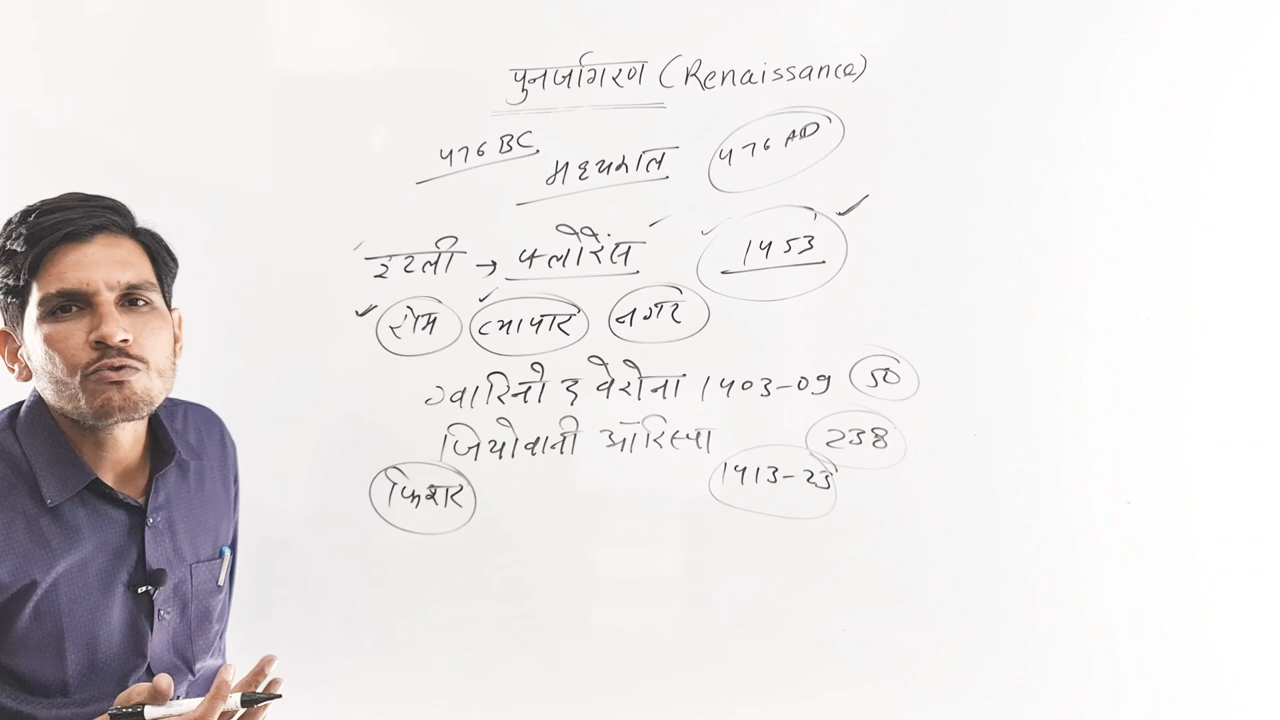 पुनर्जागरण (Renaissance)
476 BC मध्यकाल 476 AD
इटली → फ्लोरेंस 1453
रोम व्यापार नगर
ग्वारिनो द वेरोना 1403-09 50
जियोवानी ऑरिस्पा 238
फिशर 1413-23